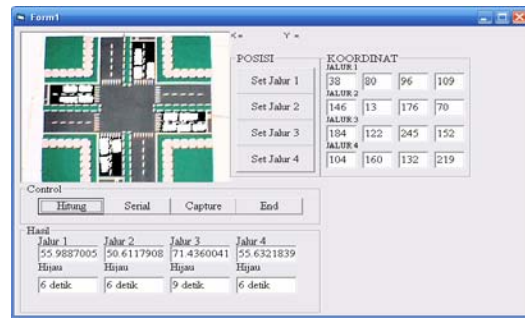 Form1
X= Y =
POSISI
Set Jalur 1
Set Jalur 2
Set Jalur 3
Set Jalur 4
KOORDINAT
JALUR 1
38 80 96 109
JALUR 2
146 13 176 70
JALUR 3
184 122 245 152
JALUR 4
104 160 132 219
Control
Hitung Serial Capture End
Hasil
Jalur 1 Jalur 2 Jalur 3 Jalur 4
55.9887005 50.6117908 71.4360041 55.6321839
Hijau Hijau Hijau Hijau
6 detik 6 detik 9 detik 6 detik